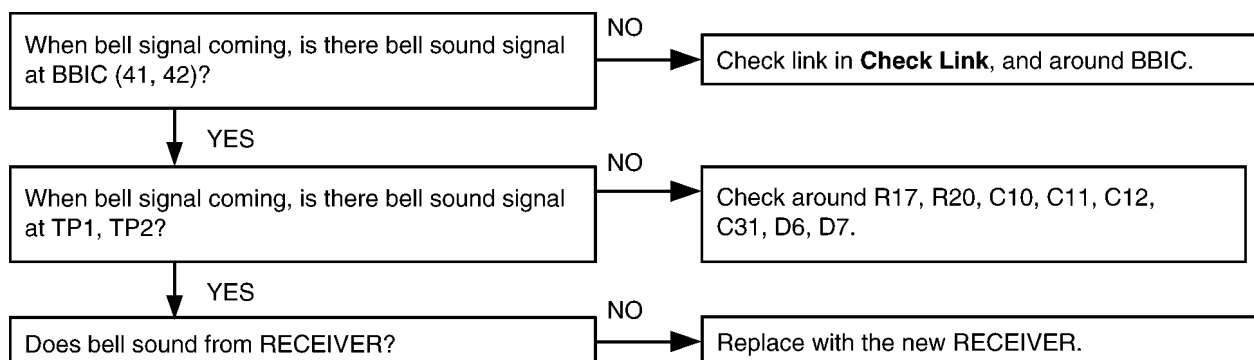 When bell signal coming, is there bell sound signal
at BBIC (41, 42)?
NO
Check link in Check Link, and around BBIC.
YES
When bell signal coming, is there bell sound signal
at TP1, TP2?
NO
Check around R17, R20, C10, C11, C12,
C31, D6, D7.
YES
Does bell sound from RECEIVER?
NO
Replace with the new RECEIVER.